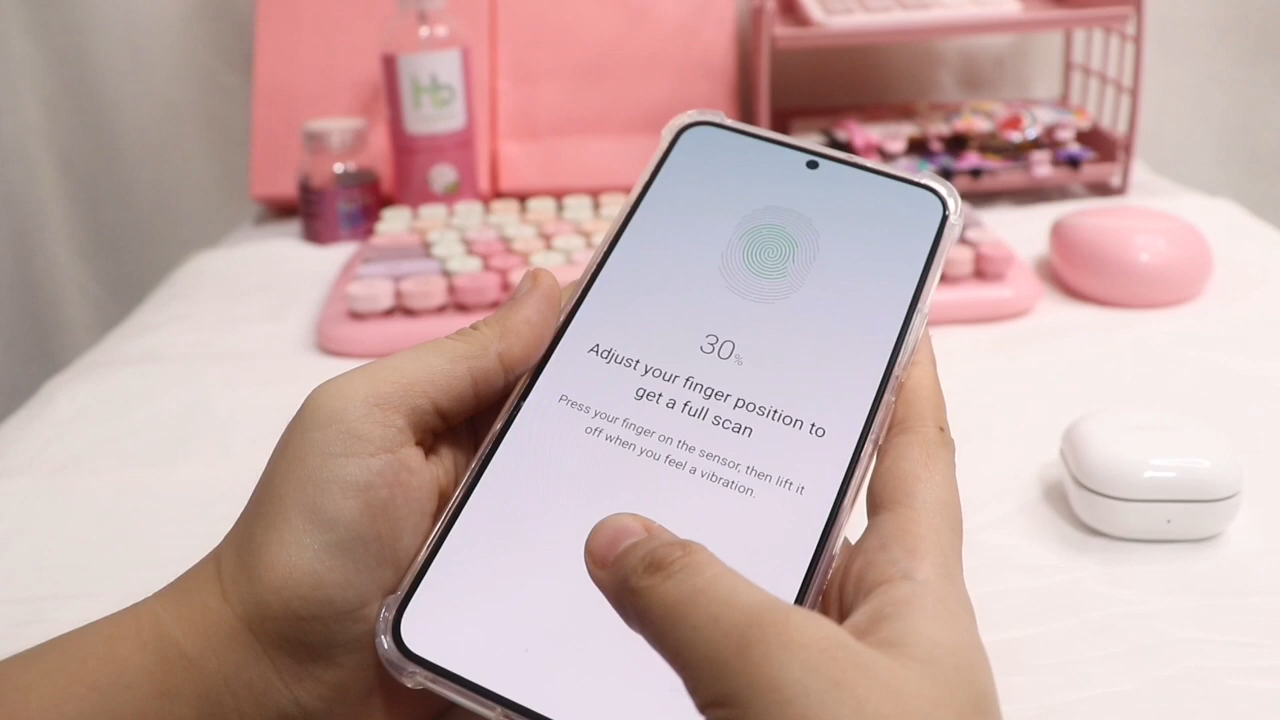 Hb
30%
Adjust your finger position to
get a full scan
Press your finger on the sensor, then lift it
off when you feel a vibration.